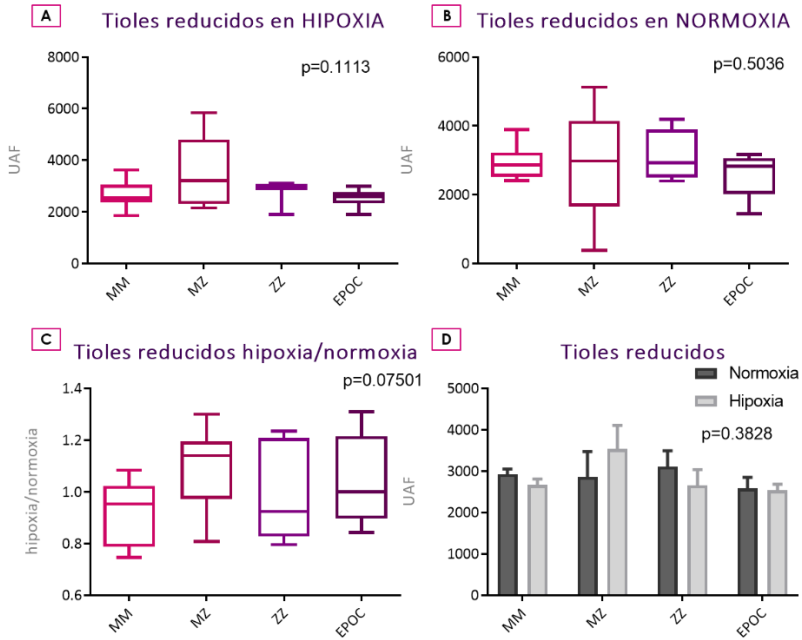 A
Tioles reducidos en HIPOXIA
p=0.1113
8000
6000
4000
2000
0
UAF
MM
MZ
ZZ
EPOC
B
Tioles reducidos en NORMOXIA
p=0.5036
6000
4000
2000
0
UAF
MM
MZ
ZZ
EPOC
C
Tioles reducidos hipoxia/normoxia
p=0.07501
1.4
1.2
1.0
0.8
0.6
hipoxia/normoxia
MM
MZ
ZZ
EPOC
D
Tioles reducidos
Normoxia
Hipoxia
p=0.3828
5000
4000
3000
2000
1000
0
UAF
MM
MZ
ZZ
EPOC